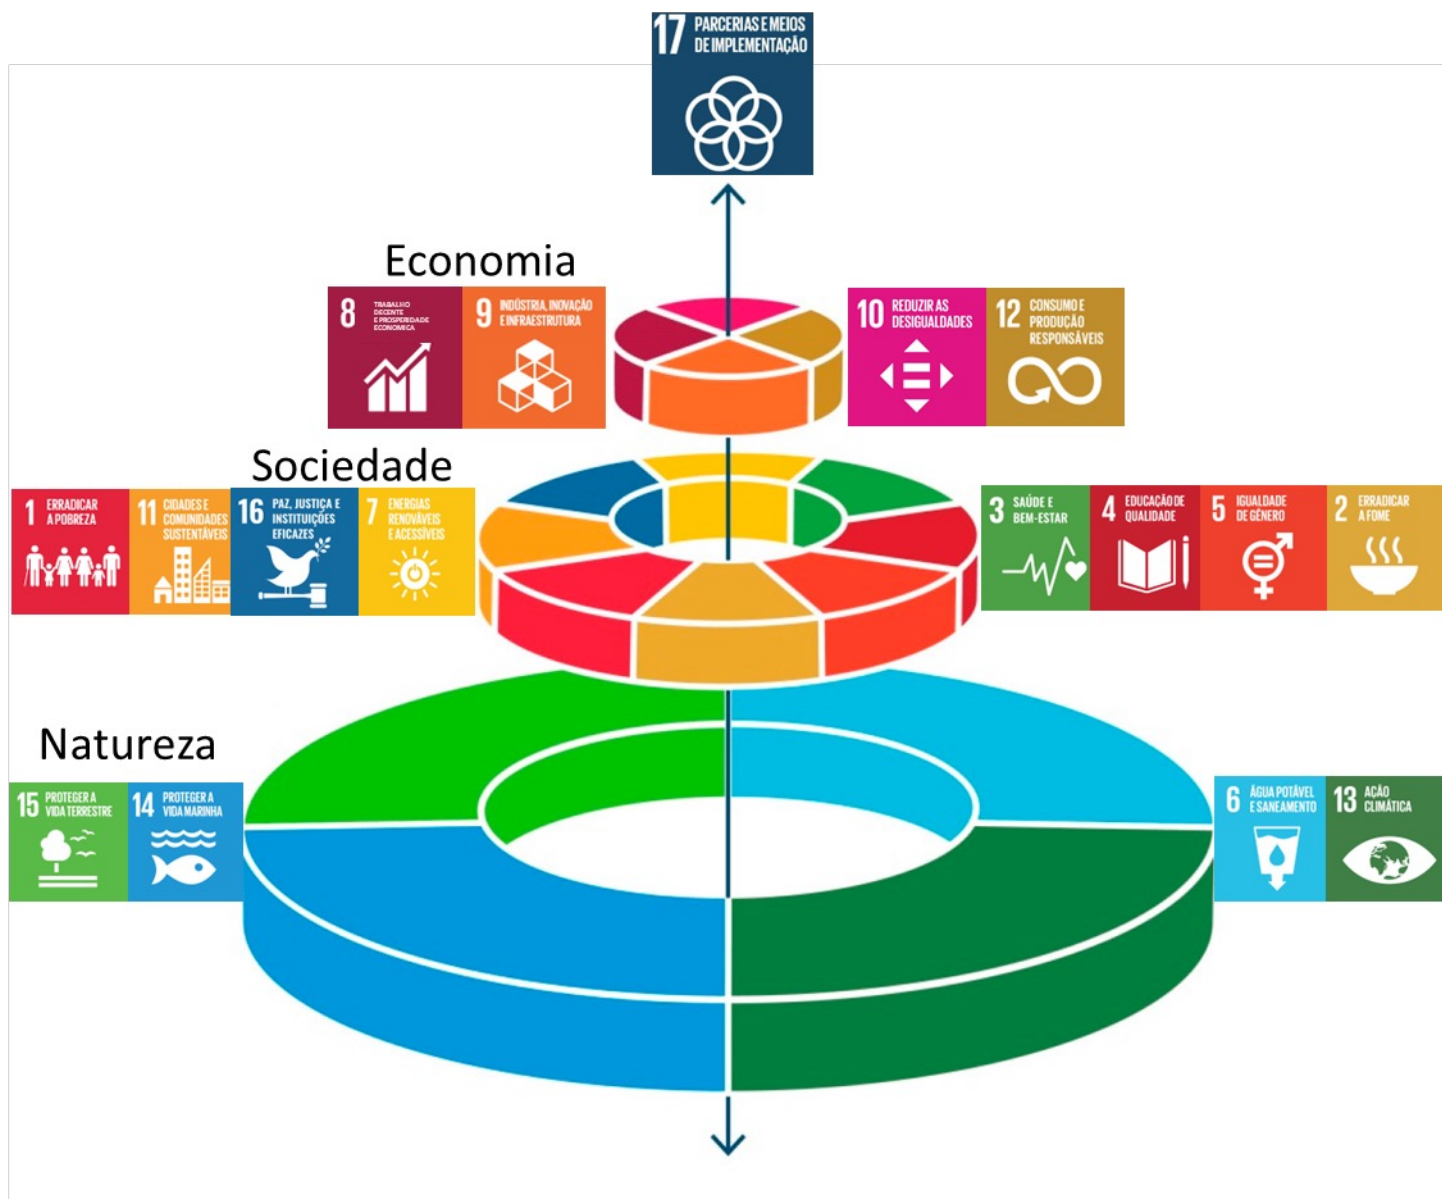 17 PARCERIAS E MEIOS
DE IMPLEMENTAÇÃO
Economia
8 TRABALHO
DECENTE
E PROSPERIDADE
ECONOMICA
9 INDÚSTRIA, INOVAÇÃO
E INFRAESTRUTURA
10 REDUZIR AS
DESIGUALDADES
12 CONSUMO E
PRODUÇÃO
RESPONSÁVEIS
Sociedade
1 ERRADICAR
A POBREZA
11 CIDADES E
COMUNIDADES
SUSTENTÁVEIS
16 PAZ, JUSTIÇA E
INSTITUIÇÕES
EFICAZES
7 ENERGIAS
RENOVÁVEIS
E ACESSÍVEIS
3 SAÚDE E
BEM-ESTAR
4 EDUCAÇÃO DE
QUALIDADE
5 IGUALDADE
DE GÉNERO
2 ERRADICAR
A FOME
Natureza
15 PROTEGER A
VIDA TERRESTRE
14 PROTEGER A
VIDA MARINHA
6 ÁGUA POTÁVEL
E SANEAMENTO
13 AÇÃO
CLIMÁTICA